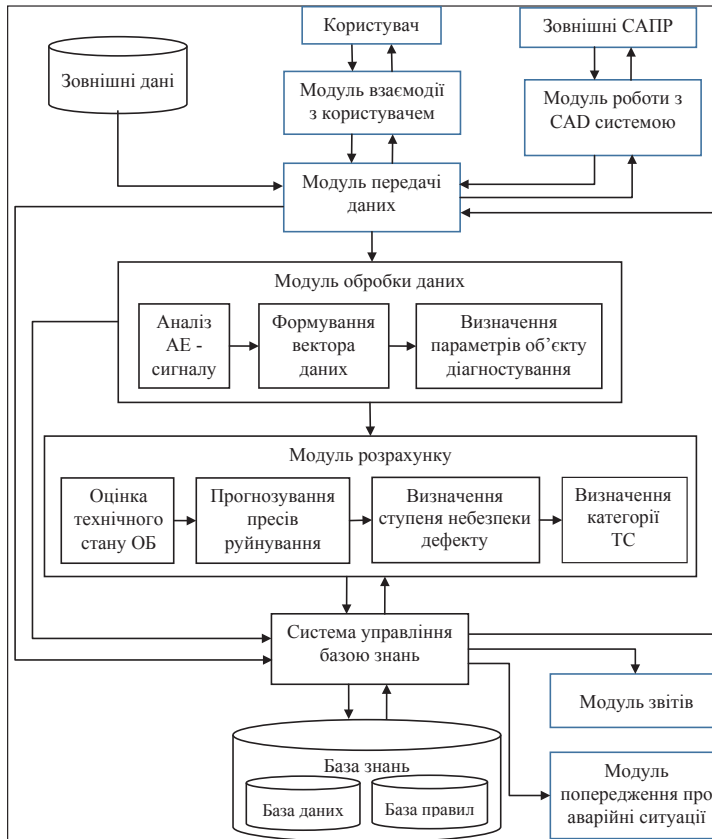 Користувач
Зовнішні САПР
Зовнішні дані
Модуль взаємодії
з користувачем
Модуль роботи з
CAD системою
Модуль передачі
даних
Модуль обробки даних
Аналіз
АЕ -
сигналу
Формування
вектора
даних
Визначення
параметрів об’єкту
діагностування
Модуль розрахунку
Оцінка
технічного
стану ОБ
Прогнозування
пресів
руйнування
Визначення
ступеня небезпеки
дефекту
Визначення
категорії
ТС
Система управління
базою знань
Модуль звітів
База знань
База даних
База правил
Модуль
попередження про
аварійні ситуації